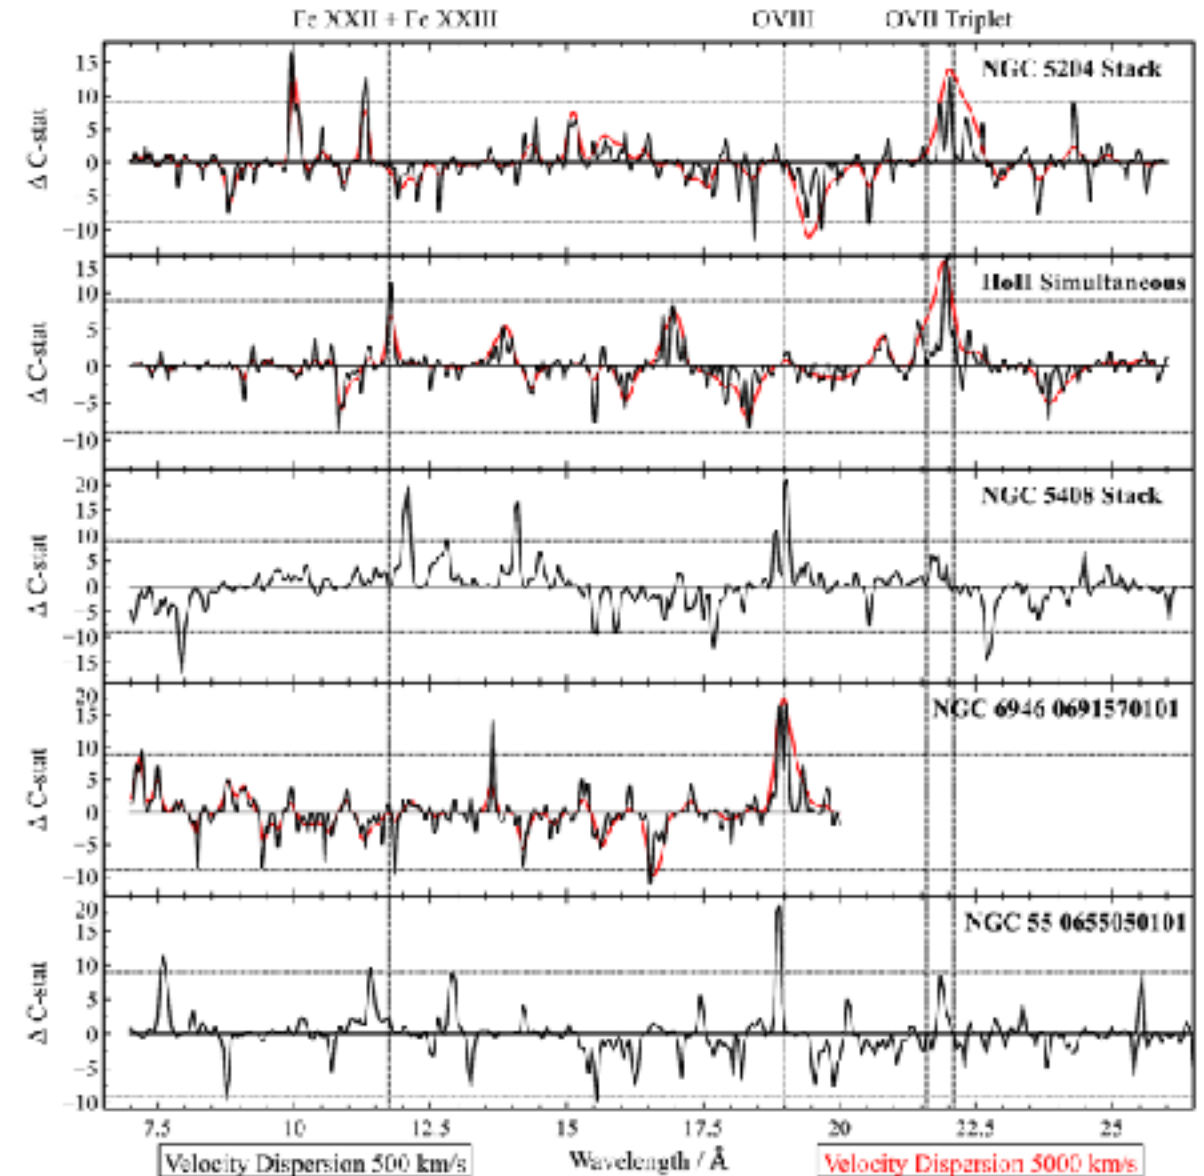 Fe XXII + Fe XXIII OVIII OVII Triplet
NGC 5204 Stack
15
10
5
0
−5
−10
Δ C-stat
HoII Simultaneous
15
10
5
0
−5
−10
Δ C-stat
NGC 5408 Stack
20
15
10
5
0
−5
−10
−15
Δ C-stat
NGC 6946 0691570101
20
15
10
5
0
−5
−10
Δ C-stat
NGC 55 0655050101
20
15
10
5
0
−5
−10
Δ C-stat
7.5 10 12.5 15 17.5 20 22.5 25
Velocity Dispersion 500 km/s Wavelength / Å Velocity Dispersion 5000 km/s